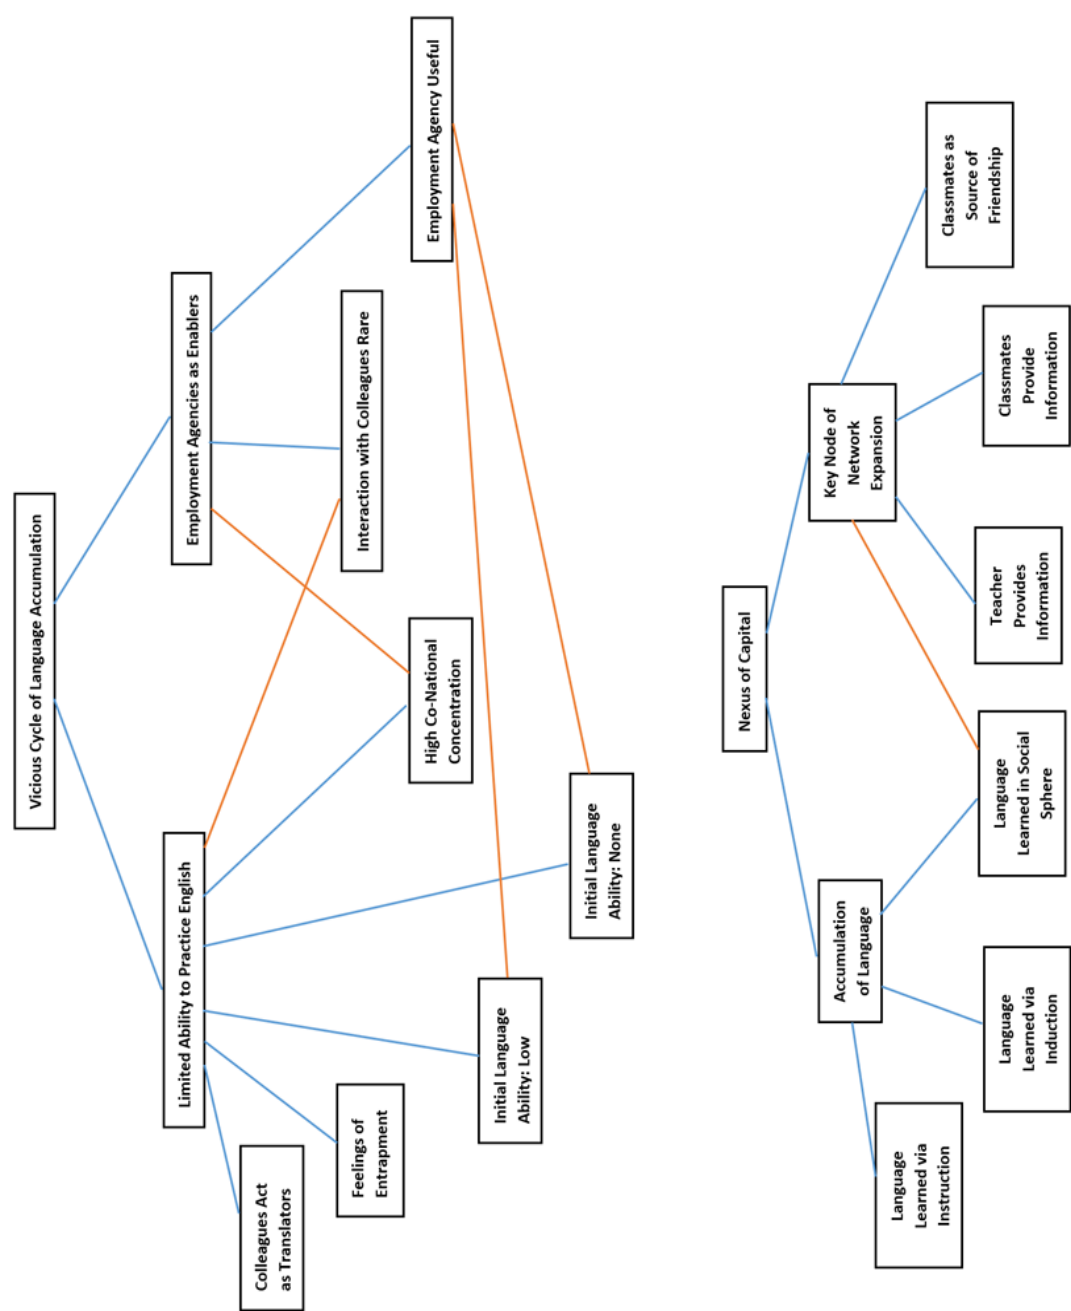 Vicious Cycle of Language Accumulation
Limited Ability to Practice English
Employment Agencies as Enablers
Colleagues Act
as Translators
Feelings of
Entrapment
Initial Language
Ability: Low
Initial Language
Ability: None
High Co-National
Concentration
Interaction with Colleagues Rare
Employment Agency Useful
Nexus of Capital
Accumulation
of Language
Key Node of
Network
Expansion
Language
Learned via
Instruction
Language
Learned via
Induction
Language
Learned in Social
Sphere
Teacher
Provides
Information
Classmates
Provide
Information
Classmates as
Source of
Friendship